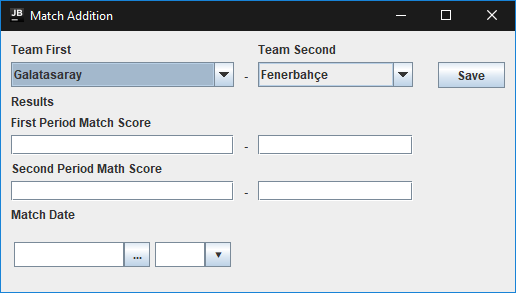 JB Match Addition
Team First Team Second
Galatasaray - Fenerbahçe Save
Results
First Period Match Score
-
Second Period Math Score
-
Match Date
...